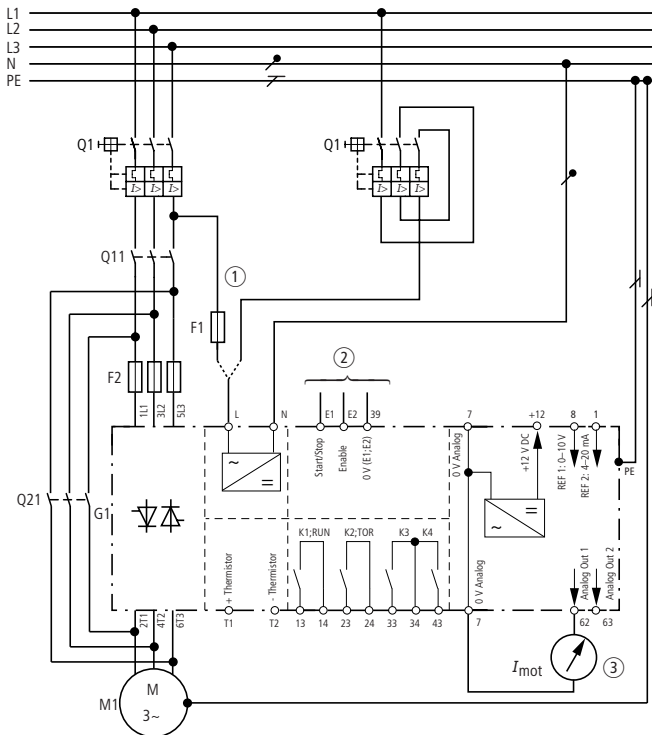 L1
L2
L3
N
PE
Q1
I> I> I>
Q1
I> I> I>
Q11
①
F1
②
F2
1L1
3L2
5L3
L
N
E1
E2
39
7
+12
8
1
Start/Stop
Enable
0 V (E1;E2)
0 V Analog
+12 V DC
REF 1: 0–10 V
REF 2: 4–20 mA
PE
~
=
=
~
Q21
G1
+ Thermistor
- Thermistor
K1;RUN
K2;TOR
K3
K4
0 V Analog
Analog Out 1
Analog Out 2
2T1
4T2
6T3
T1
T2
13
14
23
24
33
34
43
7
62
63
M1
M
3~
Imot
③